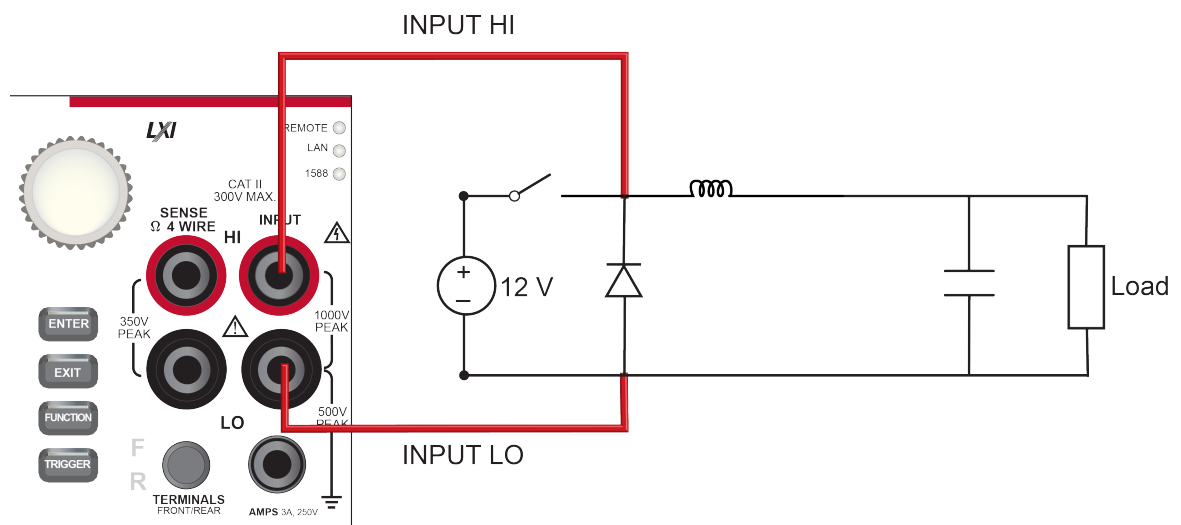 INPUT HI
LXI
REMOTE
LAN
1588
CAT II
300V MAX.
SENSE
Ω 4 WIRE
HI
INPUT
350V
PEAK
1000V
PEAK
12 V
Load
ENTER
EXIT
FUNCTION
TRIGGER
500V
PEAK
LO
INPUT LO
F
R
TERMINALS
FRONT/REAR
AMPS 3A, 250V